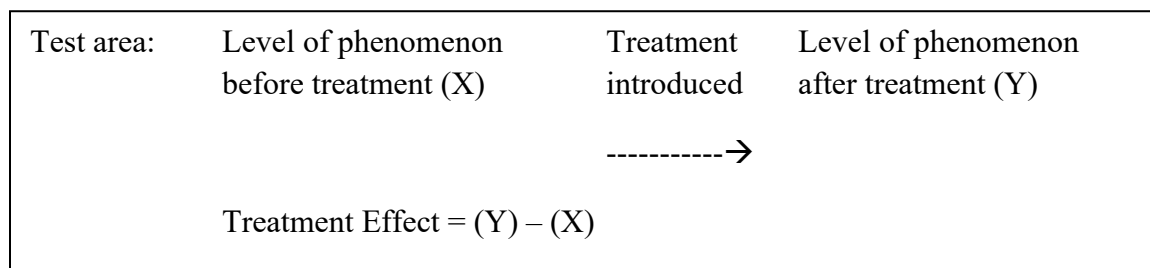 Test area: Level of phenomenon Treatment Level of phenomenon
before treatment (X) introduced after treatment (Y)
-----------→
Treatment Effect = (Y) – (X)